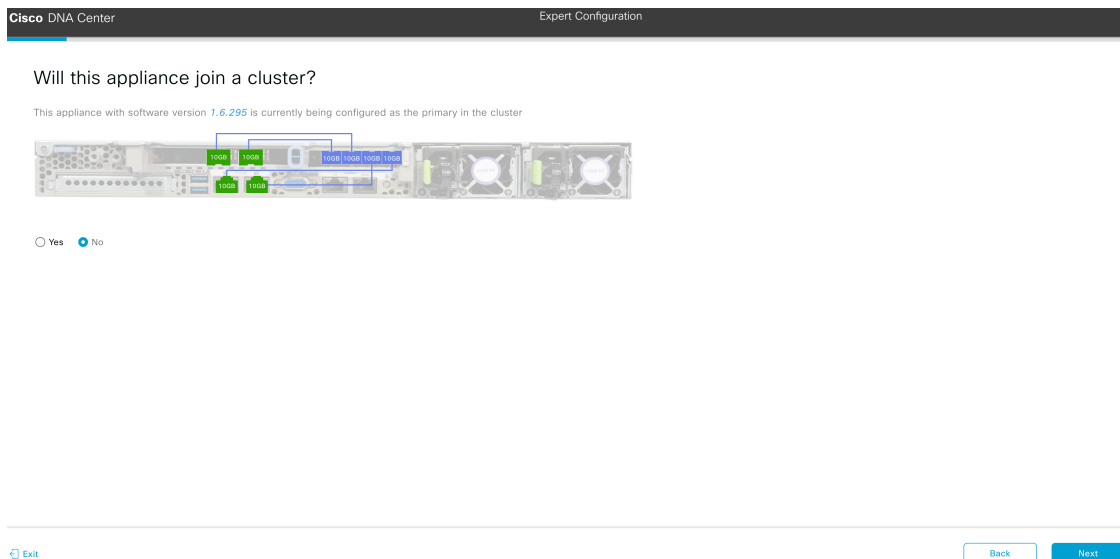 Cisco DNA Center
Expert Configuration
Will this appliance join a cluster?
This appliance with software version 1.6.295 is currently being configured as the primary in the cluster
10GB 10GB 10GB 10GB 10GB 10GB
10GB 10GB
Yes No
Exit Back Next